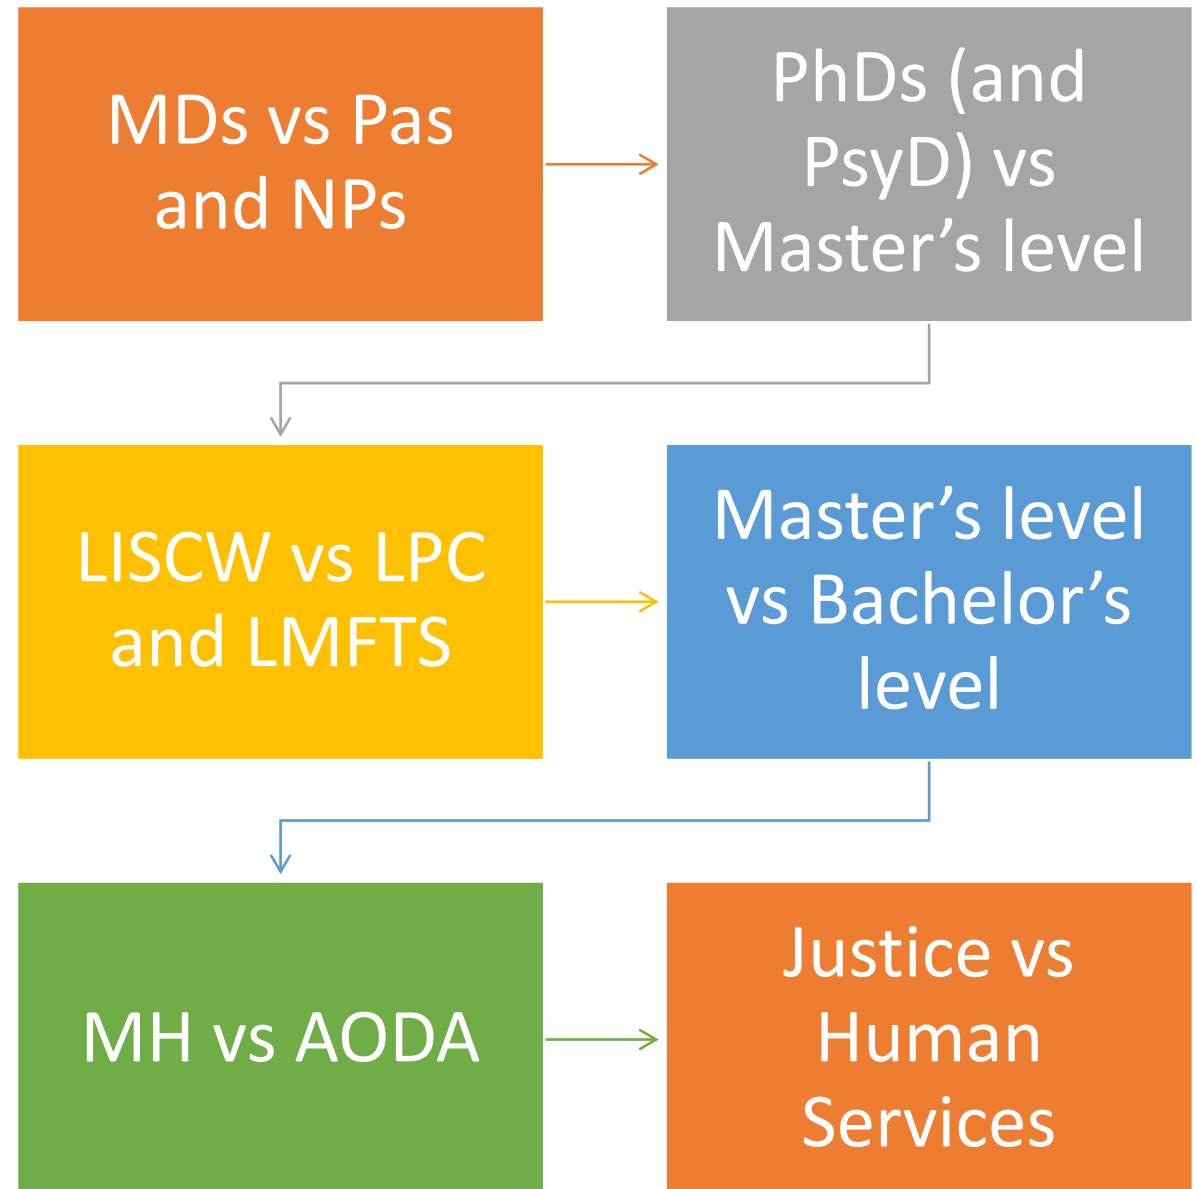 MDs vs Pas
and NPs
PhDs (and
PsyD) vs
Master’s level
LISCW vs LPC
and LMFTS
Master’s level
vs Bachelor’s
level
MH vs AODA
Justice vs
Human
Services